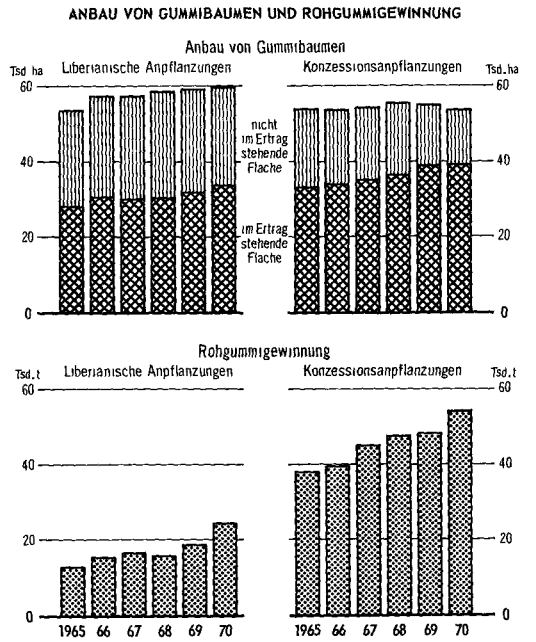 ANBAU VON GUMMIBAUMEN UND ROHGUMMIGEWINNUNG
Anbau von Gummibaumen
Tsd ha Liberianische Anpflanzungen Konzessionsanpflanzungen Tsd.ha
60 60
nicht
im Ertrag
stehende
Flache
40 40
im Ertrag
stehende
Flache
20 20
0 0
Rohgummigewinnung
Tsd.t Liberianische Anpflanzungen Konzessionsanpflanzungen Tsd.t
60 60
40 40
20 20
0 0
1965 66 67 68 69 70 1965 66 67 68 69 70